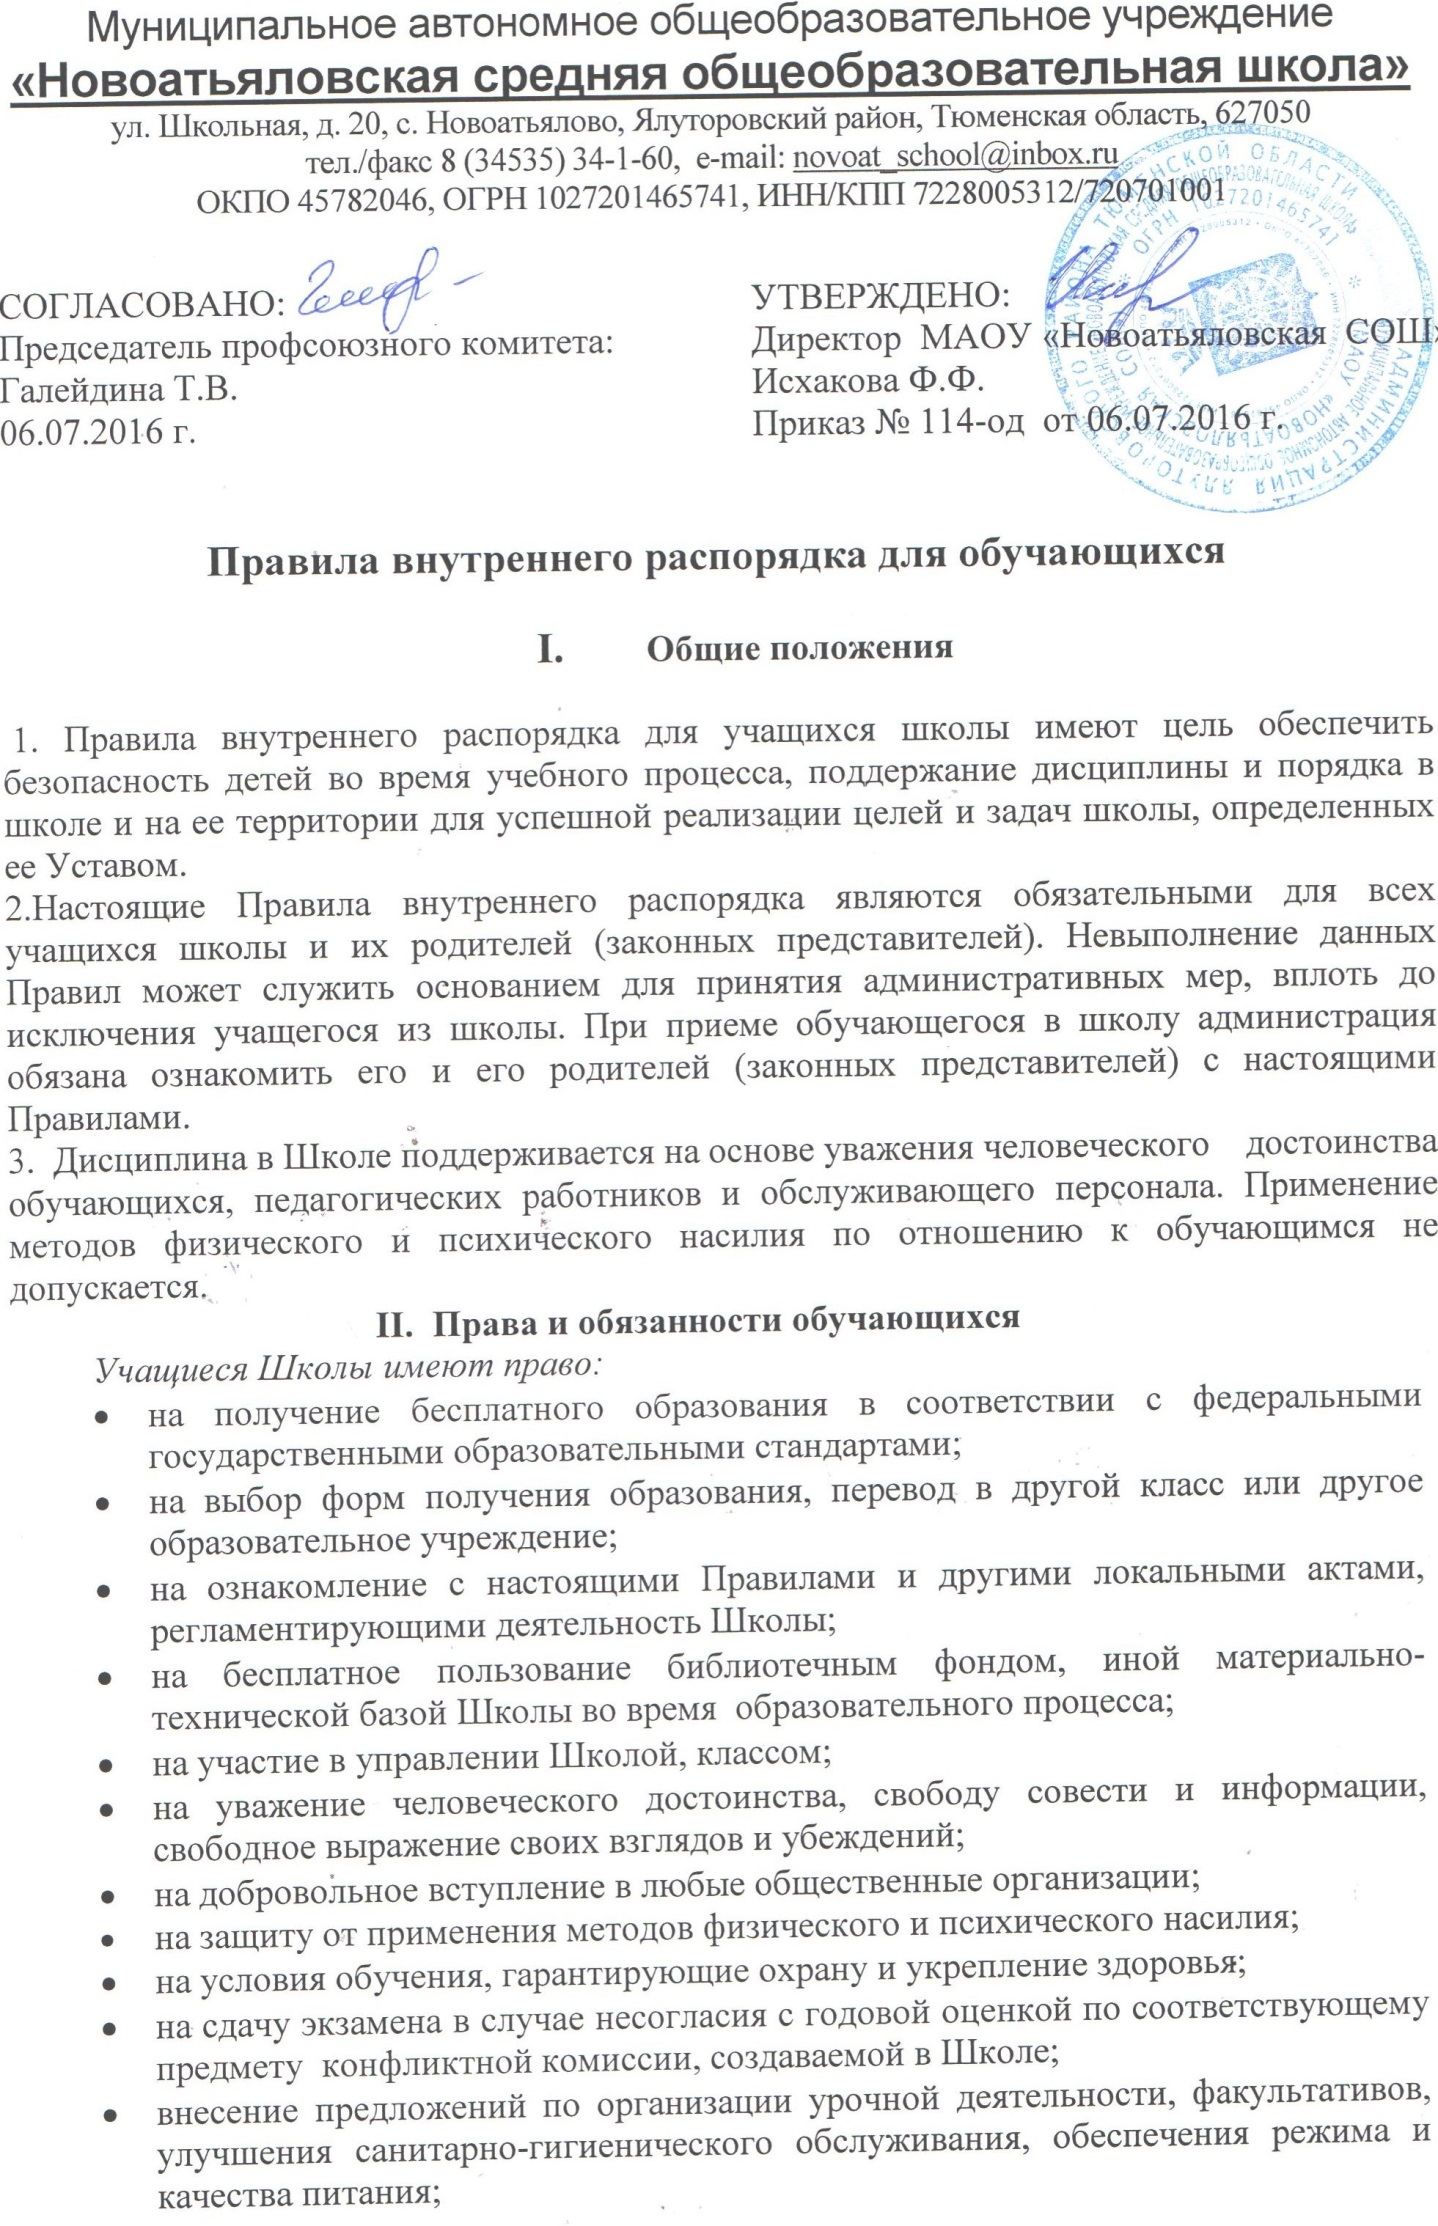 Муниципальное автономное общеобразовательное учреждение
«Новоатьяловская средняя общеобразовательная школа»
ул. Школьная, д. 20, с. Новоатьялово, Ялуторовский район, Тюменская область, 627050
тел./факс 8 (34535) 34-1-60, e-mail: novoat_school@inbox.ru
ОКПО 45782046, ОГРН 1027201465741, ИНН/КПП 7228005312/720701001
СОГЛАСОВАНО:
Председатель профсоюзного комитета:
Галейдина Т.В.
06.07.2016 г.
УТВЕРЖДЕНО:
Директор МАОУ «Новоатьяловская СОШ»
Исхакова Ф.Ф.
Приказ № 114-од от 06.07.2016 г.
Правила внутреннего распорядка для обучающихся
I. Общие положения
1. Правила внутреннего распорядка для учащихся школы имеют цель обеспечить
безопасность детей во время учебного процесса, поддержание дисциплины и порядка в
школе и на ее территории для успешной реализации целей и задач школы, определенных
ее Уставом.
2.Настоящие Правила внутреннего распорядка являются обязательными для всех
учащихся школы и их родителей (законных представителей). Невыполнение данных
Правил может служить основанием для принятия административных мер, вплоть до
исключения учащегося из школы. При приеме обучающегося в школу администрация
обязана ознакомить его и его родителей (законных представителей) с настоящими
Правилами.
3. Дисциплина в Школе поддерживается на основе уважения человеческого достоинства
обучающихся, педагогических работников и обслуживающего персонала. Применение
методов физического и психического насилия по отношению к обучающимся не
допускается.
II. Права и обязанности обучающихся
Учащиеся Школы имеют право:
• на получение бесплатного образования в соответствии с федеральными
государственными образовательными стандартами;
• на выбор форм получения образования, перевод в другой класс или другое
образовательное учреждение;
• на ознакомление с настоящими Правилами и другими локальными актами,
регламентирующими деятельность Школы;
• на бесплатное пользование библиотечным фондом, иной материально-
технической базой Школы во время образовательного процесса;
• на участие в управлении Школой, классом;
• на уважение человеческого достоинства, свободу совести и информации,
свободное выражение своих взглядов и убеждений;
• на добровольное вступление в любые общественные организации;
• на защиту от применения методов физического и психического насилия;
• на условия обучения, гарантирующие охрану и укрепление здоровья;
• на сдачу экзамена в случае несогласия с годовой оценкой по соответствующему
предмету конфликтной комиссии, создаваемой в Школе;
• внесение предложений по организации урочной деятельности, факультативов,
улучшения санитарно-гигиенического обслуживания, обеспечения режима и
качества питания;